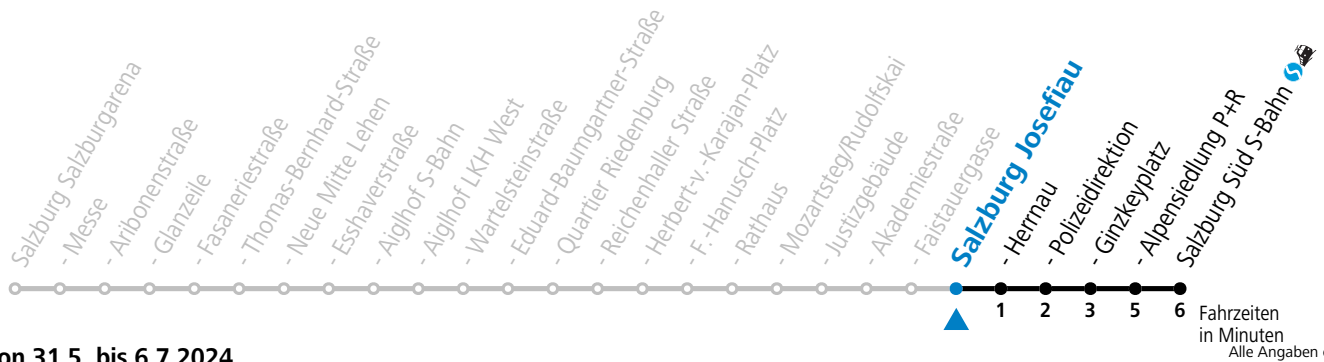 Salzburg Salzburgarena
- Messe
- Aribonenstraße
- Glanzeile
- Fasaneriestraße
- Thomas-Bernhard-Straße
- Neue Mitte Lehen
- Esshaverstraße
- Aiglhof S-Bahn
- Aiglhof LKH West
- Wartelsteinstraße
- Eduard-Baumgartner-Straße
- Quartier Riedenburg
- Reichenhaller Straße
- Herbert-v.-Karajan-Platz
- F.-Hanusch-Platz
- Rathaus
- Mozartsteg/Rudolfskai
- Justizgebäude
- Akademiestraße
- Faistauergasse
Salzburg Josefiau
- Herrnau
- Polizeidirektion
- Ginzkeyplatz
- Alpensiedlung P+R
Salzburg Süd S-Bahn
1 2 3 5 6 Fahrzeiten
in Minuten
Alle Angaben
on 31.5. bis 6.7.2024